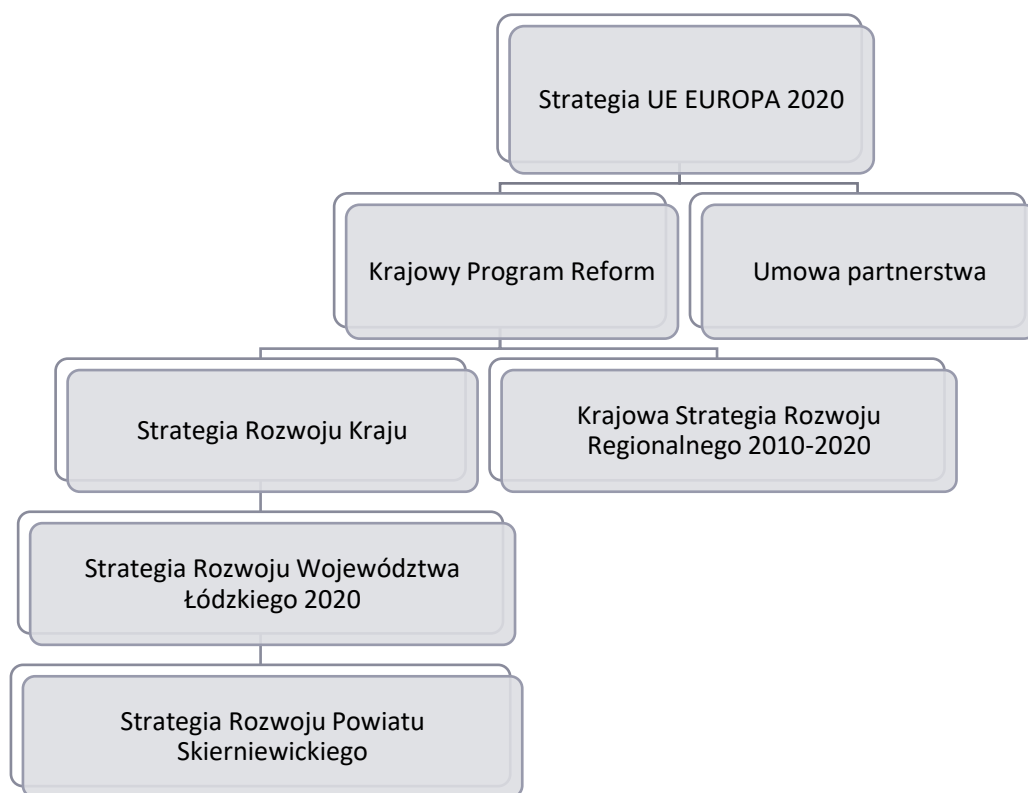 Strategia UE EUROPA 2020
Krajowy Program Reform
Umowa partnerstwa
Strategia Rozwoju Kraju
Krajowa Strategia Rozwoju
Regionalnego 2010-2020
Strategia Rozwoju Województwa
Łódzkiego 2020
Strategia Rozwoju Powiatu
Skierniewickiego